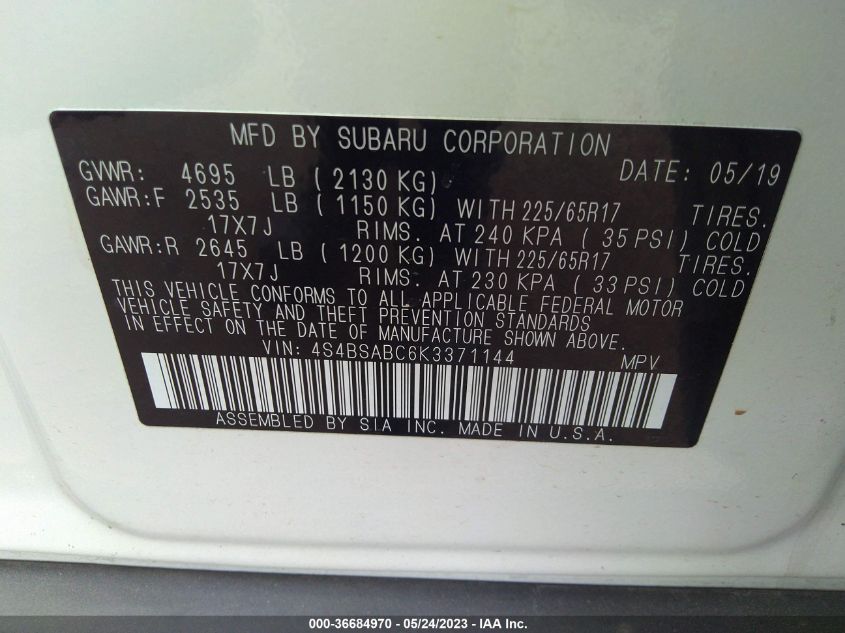 MFD BY SUBARU CORPORATION
GVWR: 4695 LB ( 2130 KG) DATE: 05/19
GAWR:F 2535 LB ( 1150 KG) WITH 225/65R17 TIRES.
17X7J RIMS. AT 240 KPA ( 35 PSI) COLD
GAWR:R 2645 LB ( 1200 KG) WITH 225/65R17 TIRES.
17X7J RIMS. AT 230 KPA ( 33 PSI) COLD
THIS VEHICLE CONFORMS TO ALL APPLICABLE FEDERAL MOTOR
VEHICLE SAFETY AND THEFT PREVENTION STANDARDS
IN EFFECT ON THE DATE OF MANUFACTURE SHOWN ABOVE.
VIN: 4S4BSABC6K3371144 MPV
ASSEMBLED BY SIA INC. MADE IN U.S.A.
000-36684970 - 05/24/2023 - IAA Inc.